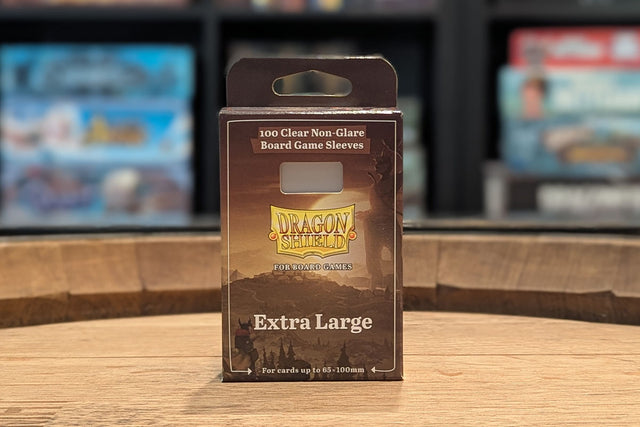 100 Clear Non-Glare
Board Game Sleeves
DRAGON
SHIELD
FOR BOARD GAMES
Extra Large
For cards up to 65×100mm